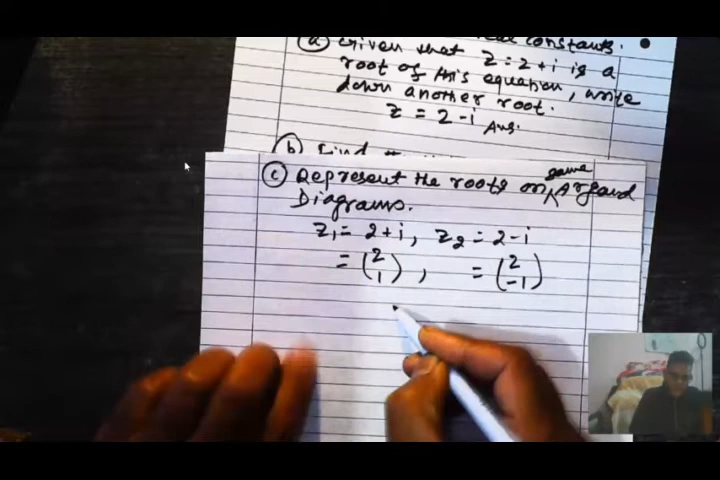 constants.
(a) Given that z = 2+i is a
root of this equation, write
down another root.
z = 2-i Ans.
(b) Find
same
(c) Represent the roots on ∧ Argand
Diagrams.
z₁ = 2+i, z₂ = 2-i
= (2 1), = (2 -1)